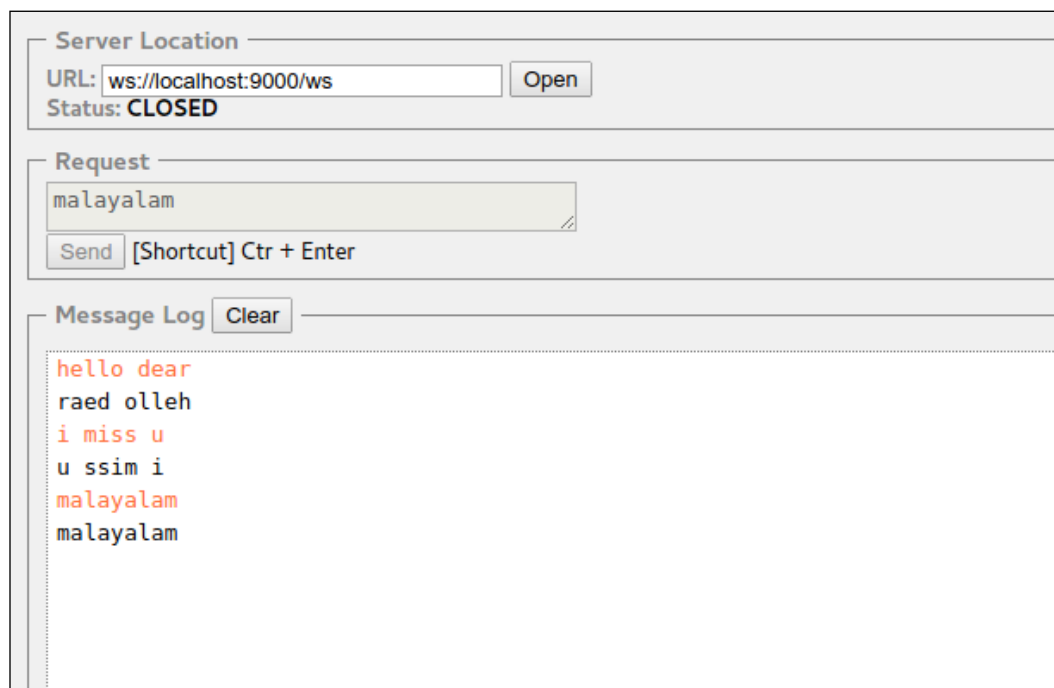 Server Location
URL: ws://localhost:9000/ws Open
Status: CLOSED
Request
malayalam
Send [Shortcut] Ctr + Enter
Message Log Clear
hello dear
raed olleh
i miss u
u ssim i
malayalam
malayalam